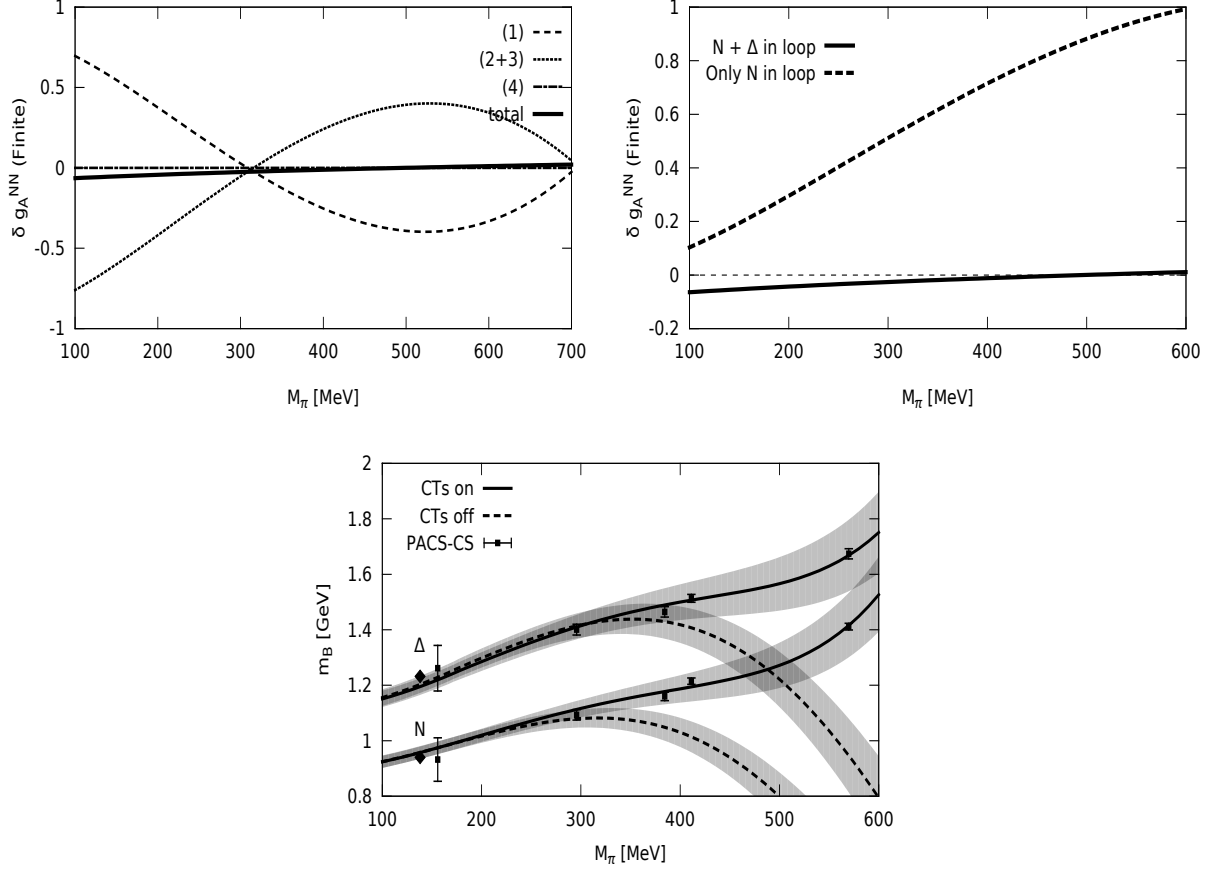 1
0.5
0
-0.5
-1
100 200 300 400 500 600 700
δ g_A^NN (Finite)
M_π [MeV]
(1)
(2+3)
(4)
total
1
0.8
0.6
0.4
0.2
0
-0.2
100 200 300 400 500 600
δ g_A^NN (Finite)
M_π [MeV]
N + Δ in loop
Only N in loop
2
1.8
1.6
1.4
1.2
1
0.8
100 200 300 400 500 600
m_B [GeV]
M_π [MeV]
CTs on
CTs off
PACS-CS
Δ
N